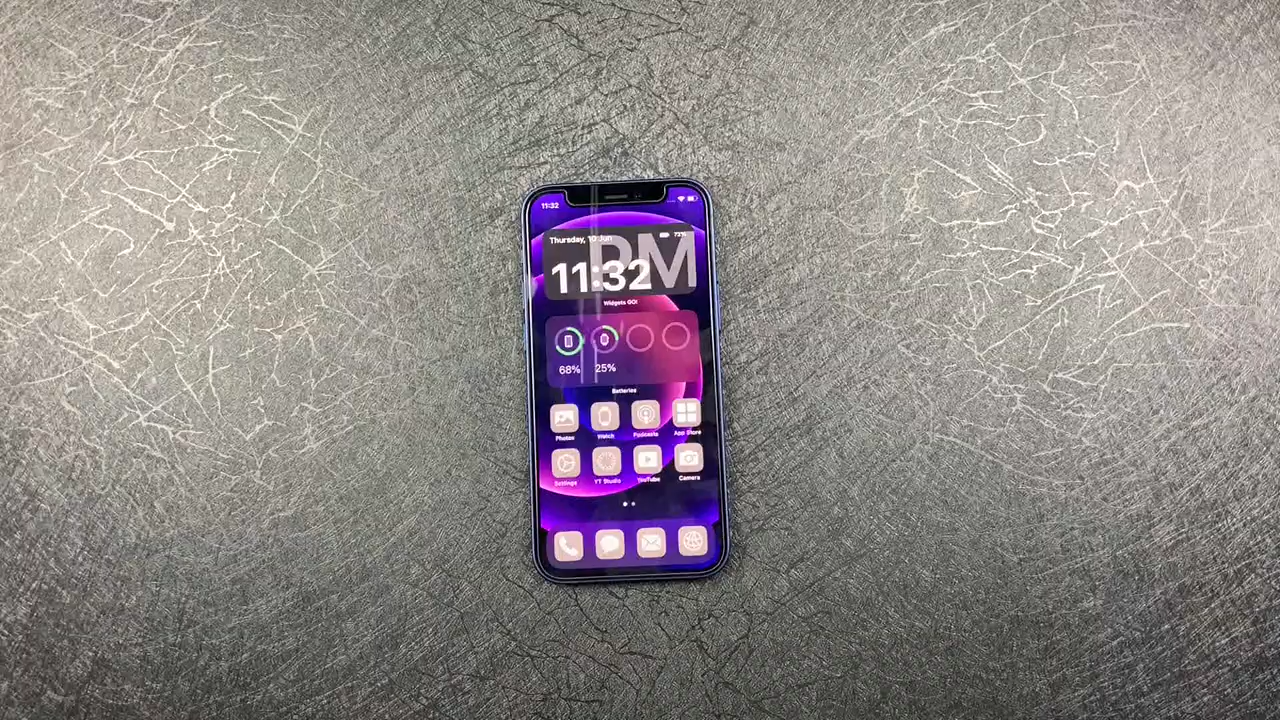 11:32
Thursday, 10 Jun
PM
11:32
Widgets GO!
68%
25%
Batteries
Photos
Watch
Podcasts
App Store
Settings
YT Studio
YouTube
Camera